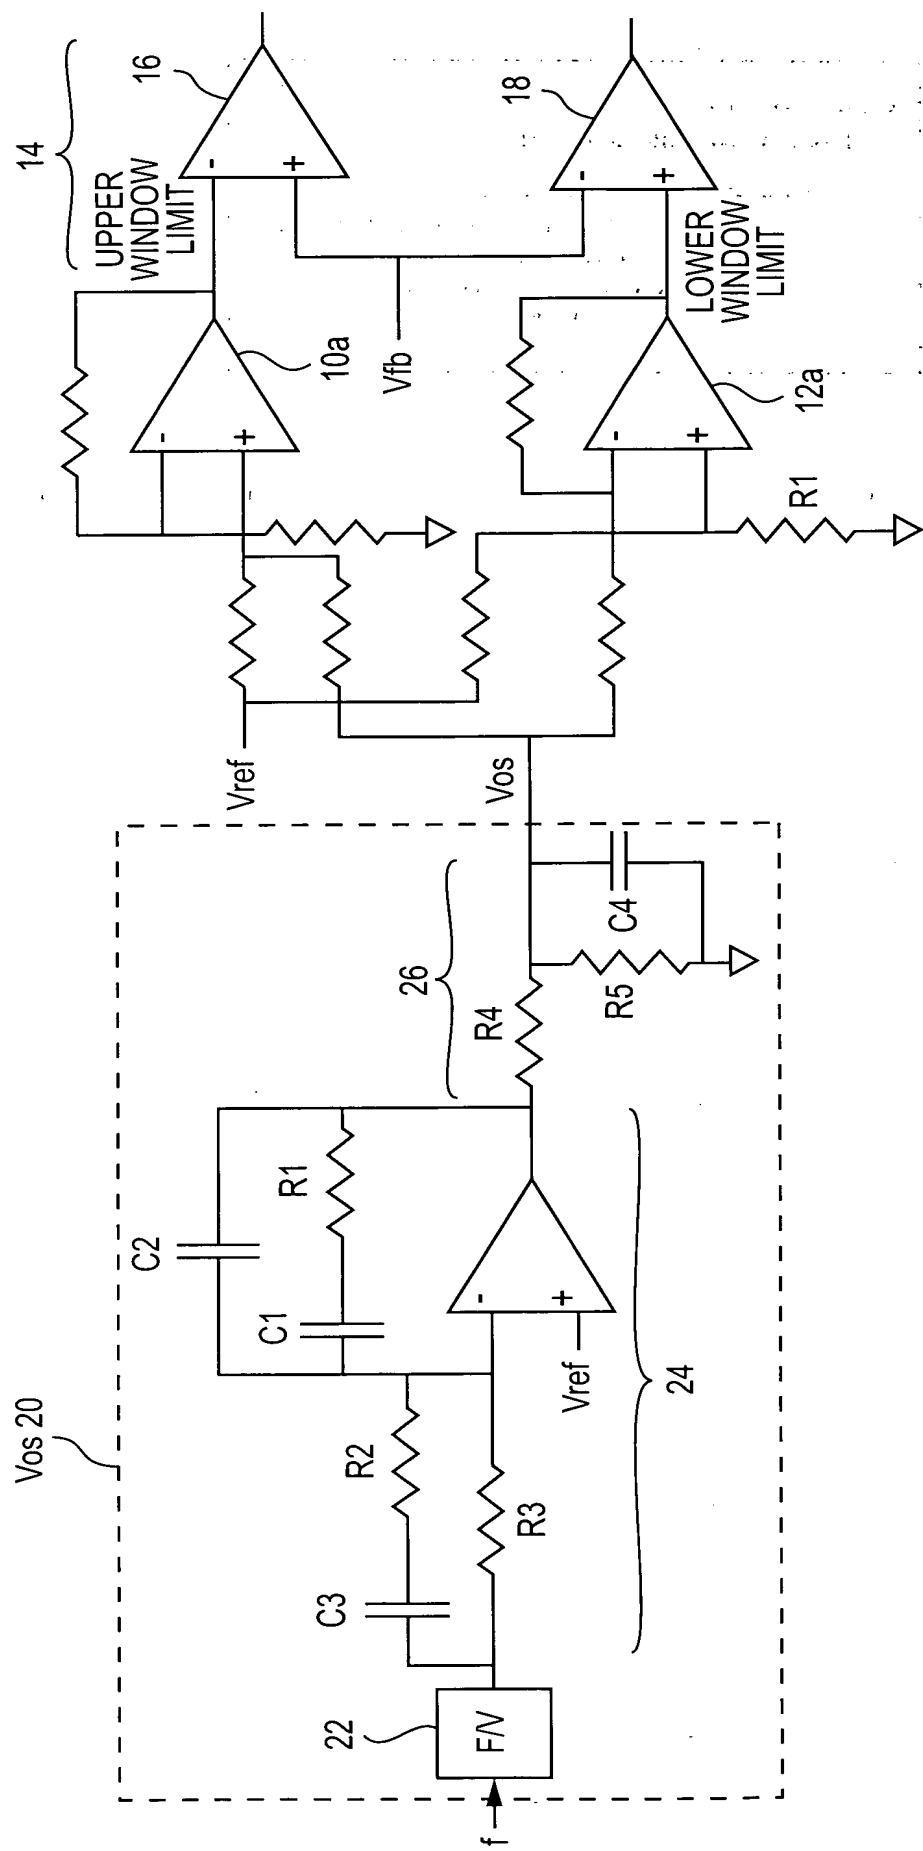 14
16
UPPER
WINDOW
LIMIT
-
+
10a
-
+
Vfb
18
-
+
LOWER
WINDOW
LIMIT
12a
-
+
R1
Vref
Vos
Vos 20
26
R4
R5
C4
C2
R1
C1
-
+
Vref
24
R2
R3
C3
22
F/V
f